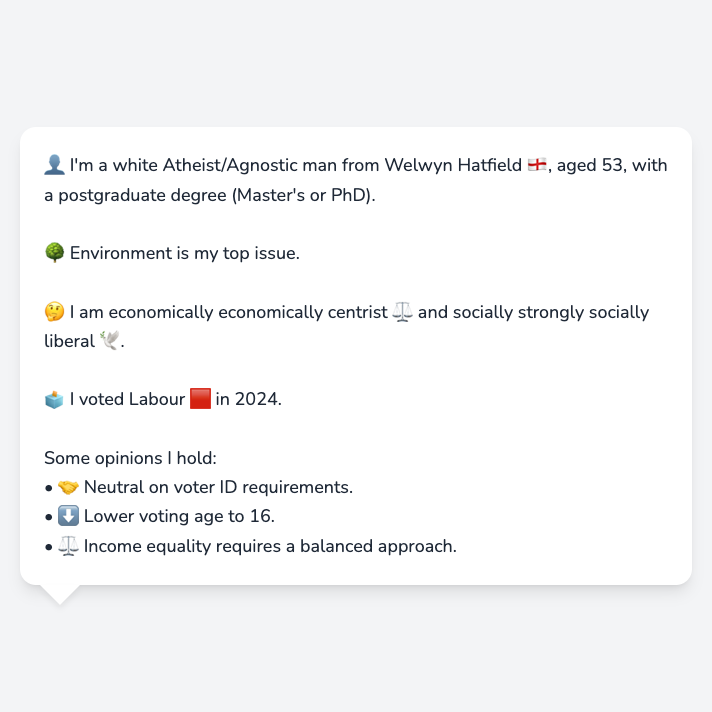 👤 I'm a white Atheist/Agnostic man from Welwyn Hatfield 🏴󠁧󠁢󠁥󠁮󠁧󠁿, aged 53, with
a postgraduate degree (Master's or PhD).
🌳 Environment is my top issue.
🤔 I am economically economically centrist ⚖️ and socially strongly socially
liberal 🕊️.
🗳️ I voted Labour 🟥 in 2024.
Some opinions I hold:
• 🤝 Neutral on voter ID requirements.
• ⬇️ Lower voting age to 16.
• ⚖️ Income equality requires a balanced approach.